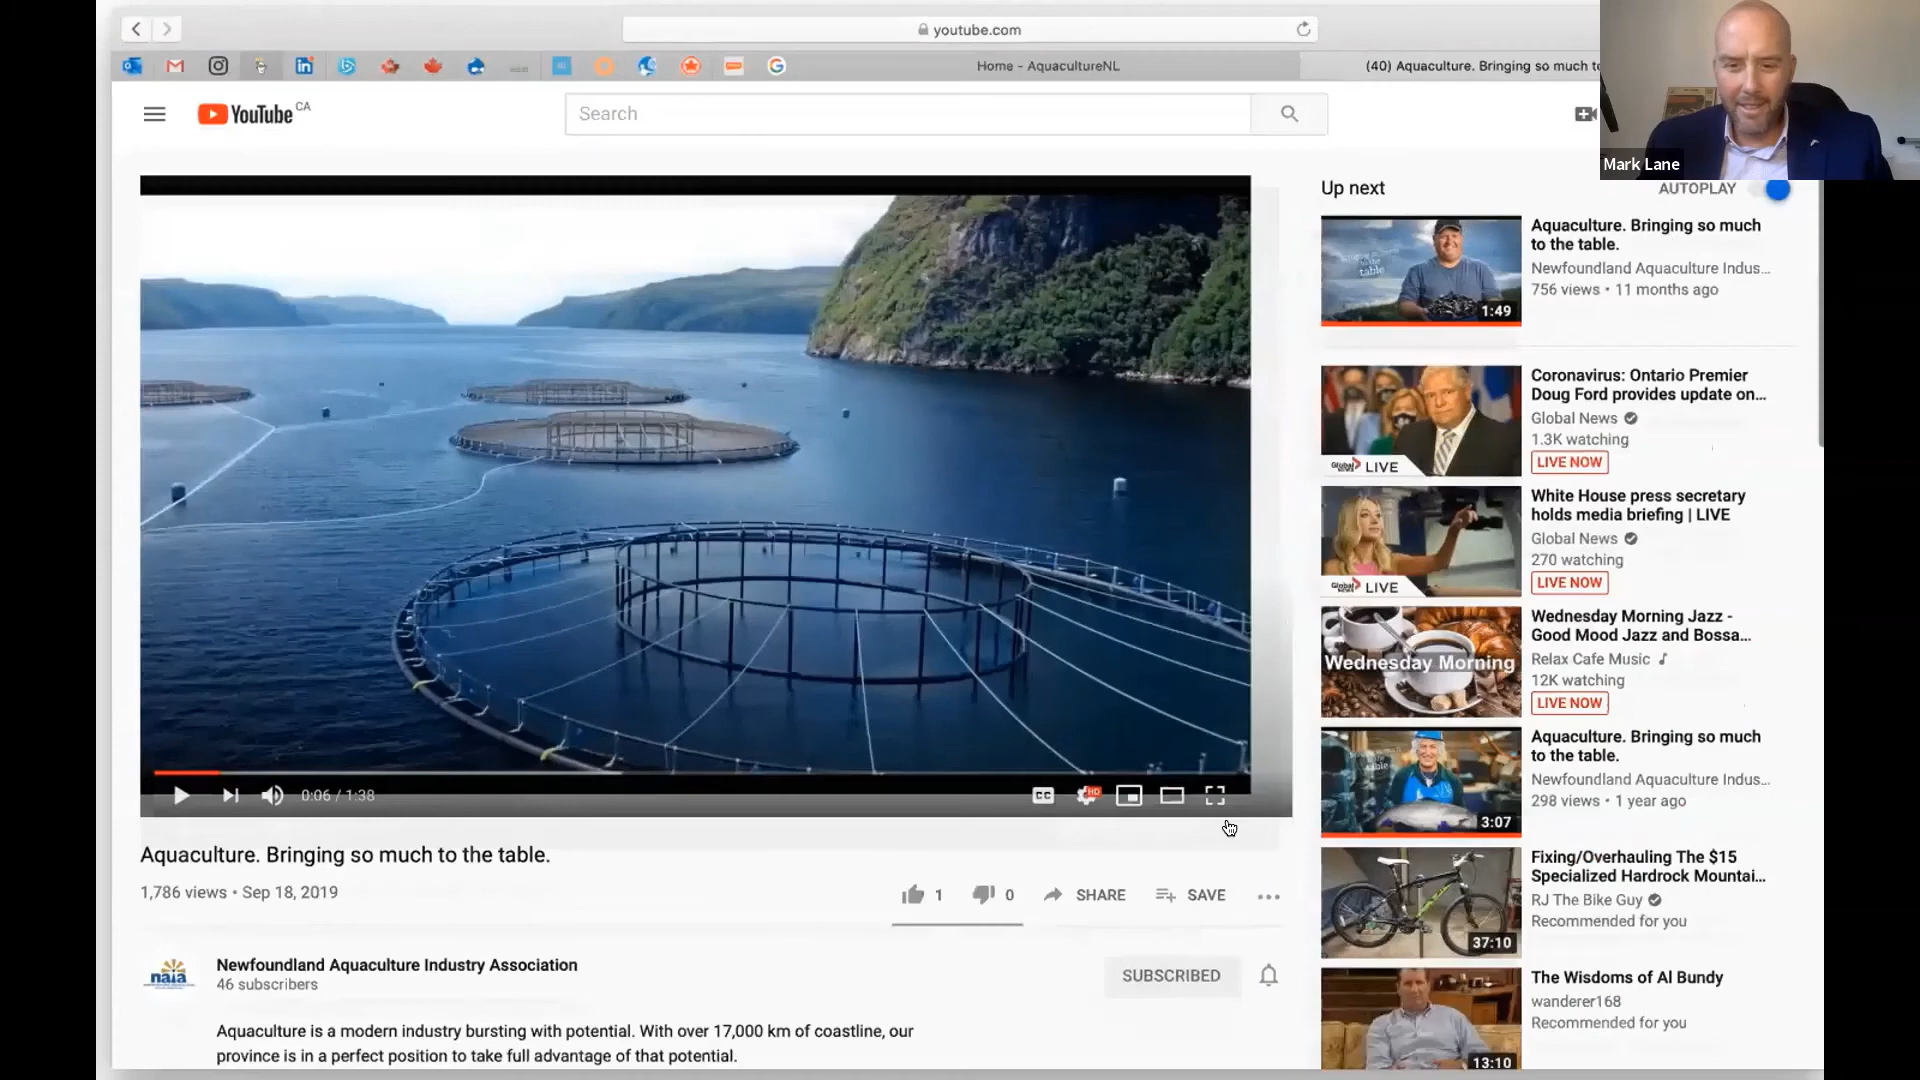 youtube.com
Home - AquacultureNL
(40) Aquaculture. Bringing so much t
YouTube CA
Search
Mark Lane
Up next
AUTOPLAY
Aquaculture. Bringing so much
to the table.
Newfoundland Aquaculture Indus...
756 views • 11 months ago
table
1:49
Coronavirus: Ontario Premier
Doug Ford provides update on...
Global News
1.3K watching
LIVE NOW
Global LIVE
White House press secretary
holds media briefing | LIVE
Global News
270 watching
LIVE NOW
Global LIVE
Wednesday Morning Jazz -
Good Mood Jazz and Bossa...
Relax Cafe Music
12K watching
LIVE NOW
Wednesday Morning
Aquaculture. Bringing so much
to the table.
Newfoundland Aquaculture Indus...
298 views • 1 year ago
table
3:07
Fixing/Overhauling The $15
Specialized Hardrock Mountai...
RJ The Bike Guy
Recommended for you
37:10
The Wisdoms of Al Bundy
wanderer168
Recommended for you
13:10
0:06 / 1:38
CC
HD
Aquaculture. Bringing so much to the table.
1,786 views • Sep 18, 2019
1 0 SHARE SAVE
naia
Newfoundland Aquaculture Industry Association
46 subscribers
SUBSCRIBED
Aquaculture is a modern industry bursting with potential. With over 17,000 km of coastline, our
province is in a perfect position to take full advantage of that potential.